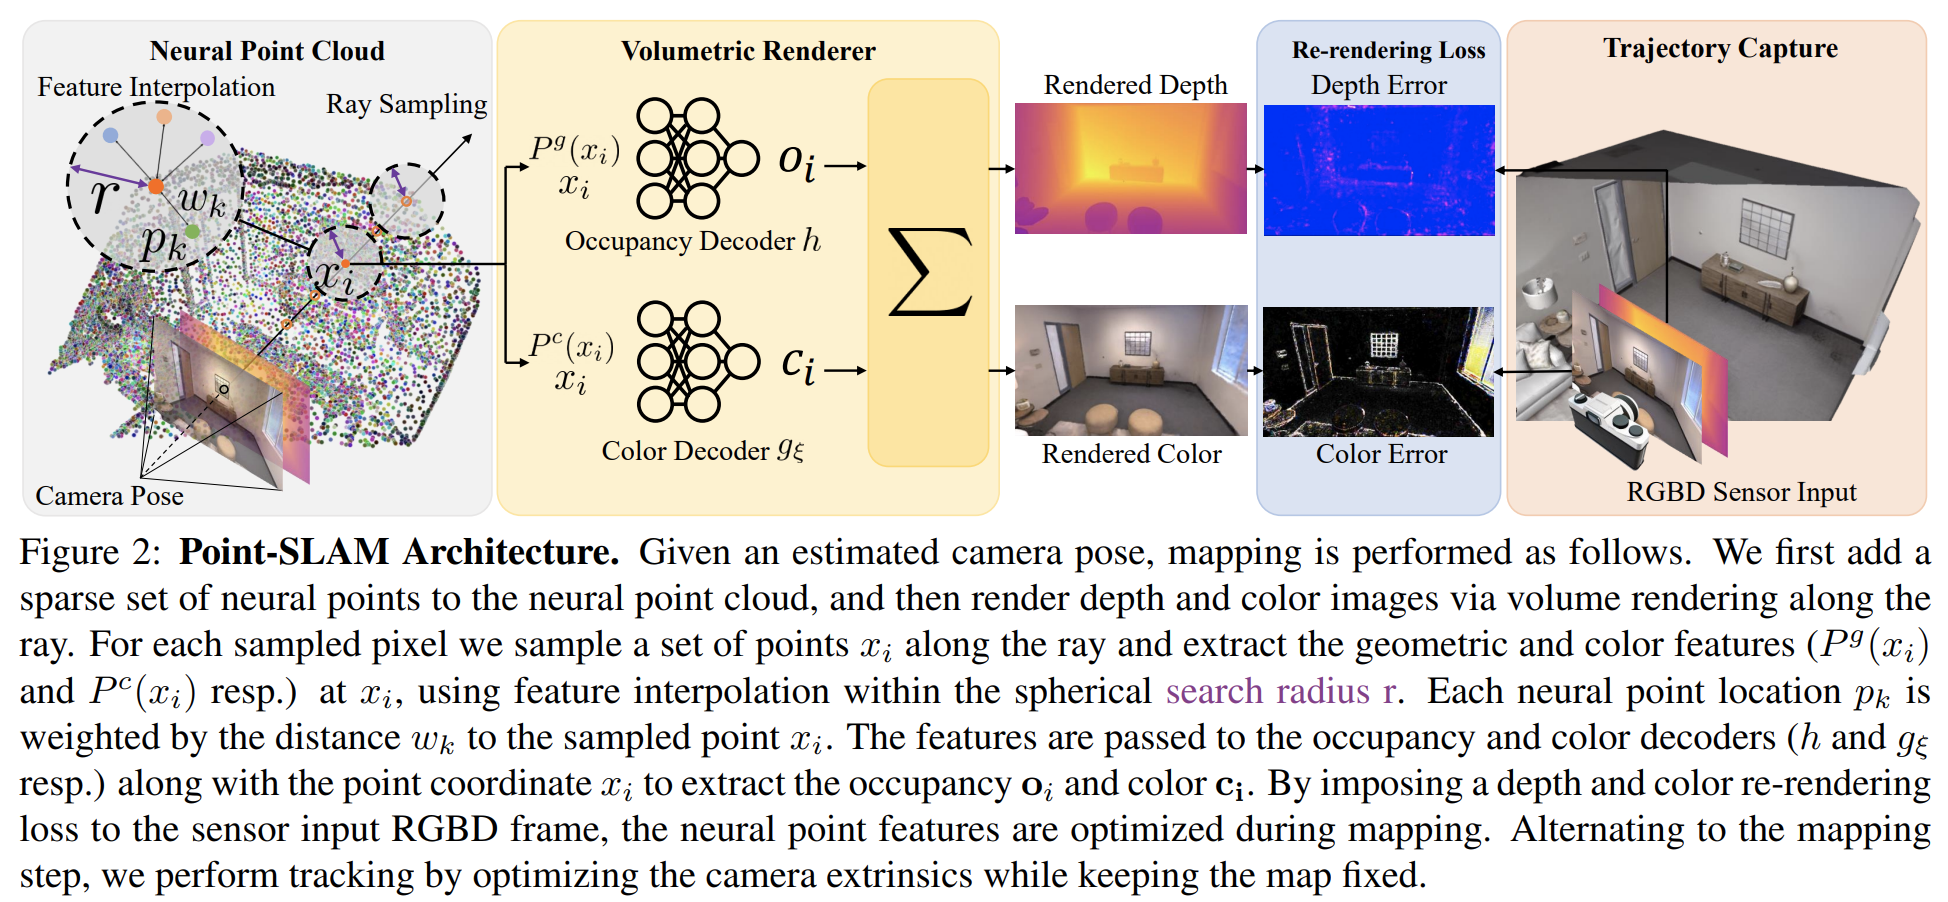 Neural Point Cloud
Feature Interpolation
Ray Sampling
r
w_k
p_k
x_i
Camera Pose
Volumetric Renderer
P^g(x_i)
x_i
o_i
Occupancy Decoder h
P^c(x_i)
x_i
c_i
Color Decoder g_ξ
∑
Rendered Depth
Rendered Color
Re-rendering Loss
Depth Error
Color Error
Trajectory Capture
RGBD Sensor Input
Figure 2: Point-SLAM Architecture. Given an estimated camera pose, mapping is performed as follows. We first add a
sparse set of neural points to the neural point cloud, and then render depth and color images via volume rendering along the
ray. For each sampled pixel we sample a set of points x_i along the ray and extract the geometric and color features (P^g(x_i)
and P^c(x_i) resp.) at x_i, using feature interpolation within the spherical search radius r. Each neural point location p_k is
weighted by the distance w_k to the sampled point x_i. The features are passed to the occupancy and color decoders (h and g_ξ
resp.) along with the point coordinate x_i to extract the occupancy o_i and color c_i. By imposing a depth and color re-rendering
loss to the sensor input RGBD frame, the neural point features are optimized during mapping. Alternating to the mapping
step, we perform tracking by optimizing the camera extrinsics while keeping the map fixed.